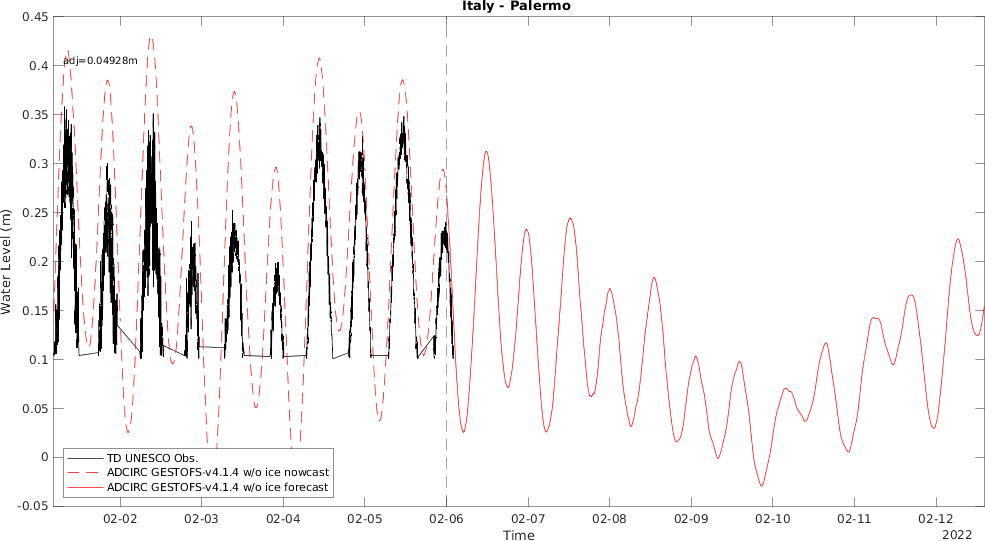 Italy - Palermo
adj=0.04928m
0.45
0.4
0.35
0.3
0.25
0.2
0.15
0.1
0.05
0
-0.05
Water Level (m)
TD UNESCO Obs.
ADCIRC GESTOFS-v4.1.4 w/o ice nowcast
ADCIRC GESTOFS-v4.1.4 w/o ice forecast
02-02 02-03 02-04 02-05 02-06 02-07 02-08 02-09 02-10 02-11 02-12
Time
2022